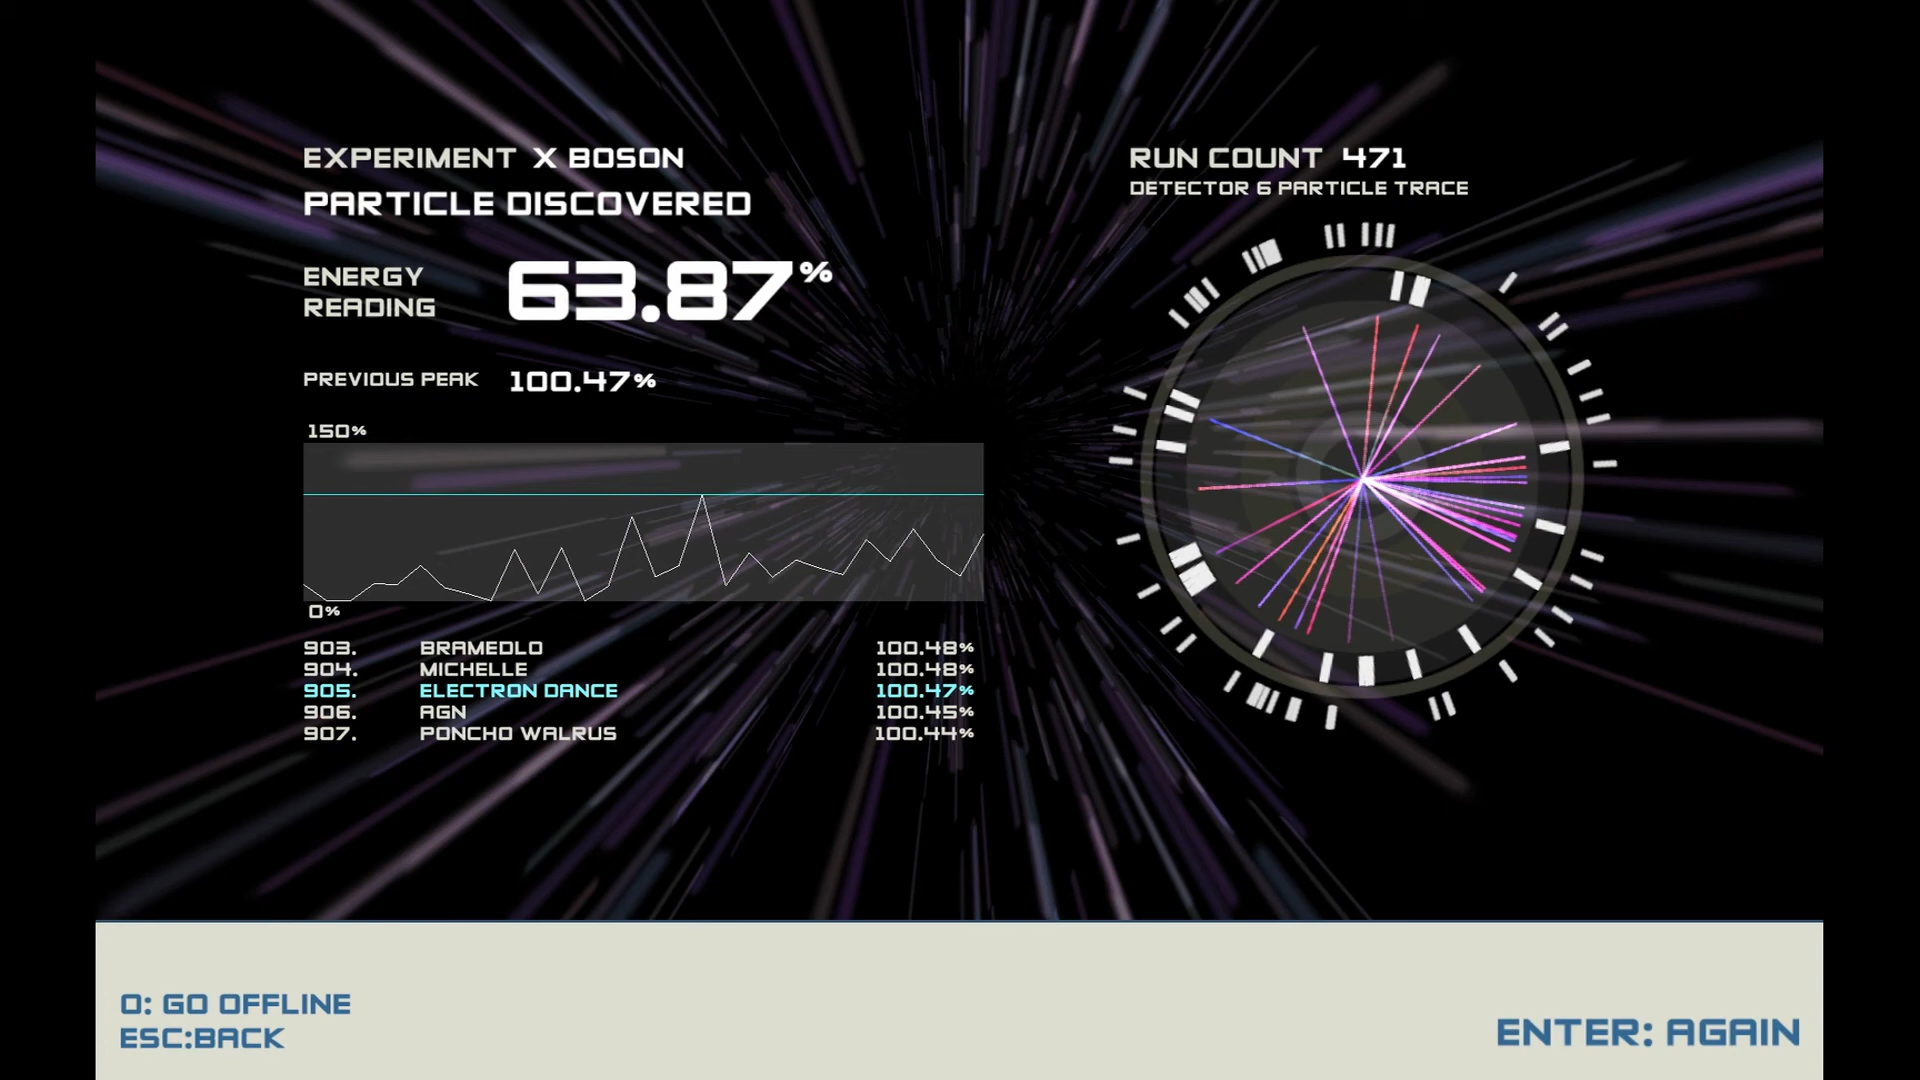 EXPERIMENT X BOSON
PARTICLE DISCOVERED
ENERGY READING 63.87%
PREVIOUS PEAK 100.47%
150%
0%
903. BRAMEDLO 100.48%
904. MICHELLE 100.48%
905. ELECTRON DANCE 100.47%
906. AGN 100.45%
907. PONCHO WALRUS 100.44%
RUN COUNT 471
DETECTOR 6 PARTICLE TRACE
O: GO OFFLINE
ESC:BACK
ENTER: AGAIN